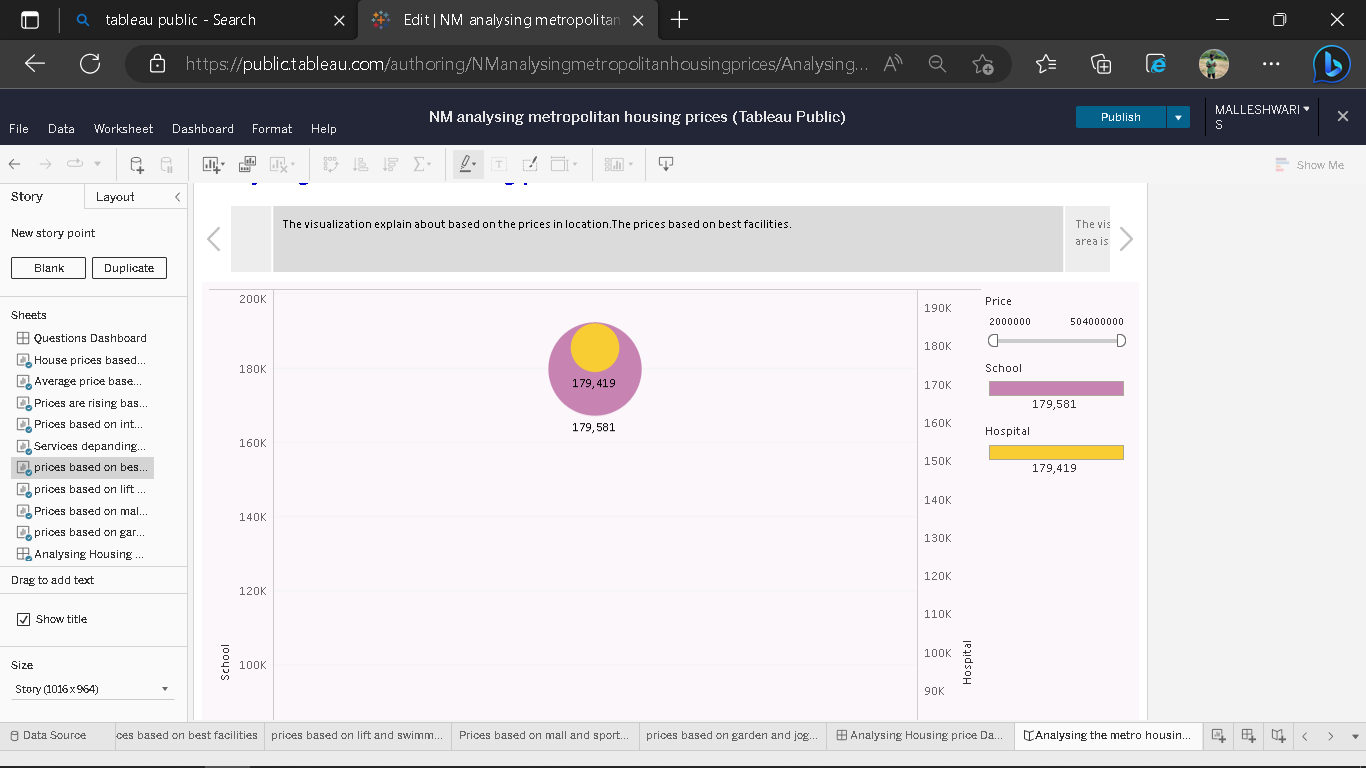 tableau public - Search
Edit | NM analysing metropolitan
https://public.tableau.com/authoring/NManalysingmetropolitanhousingprices/Analysing...
NM analysing metropolitan housing prices (Tableau Public)
Publish
MALLESHWARI
S
File Data Worksheet Dashboard Format Help
Show Me
Story Layout
New story point
Blank Duplicate
Sheets
Questions Dashboard
House prices based...
Average price base...
Prices are rising bas...
Prices based on int...
Services depanding...
prices based on bes...
prices based on lift ...
Prices based on mal...
prices based on gar...
Analysing Housing ...
Drag to add text
Show title
Size
Story (1016 x 964)
The visualization explain about based on the prices in location.The prices based on best facilities.
The vis
area is
200K
180K
160K
140K
120K
100K
School
179,419
179,581
190K
180K
170K
160K
150K
140K
130K
120K
110K
100K
90K
Hospital
Price
2000000 504000000
School
179,581
Hospital
179,419
Data Source
ces based on best facilities
prices based on lift and swimm...
Prices based on mall and sport...
prices based on garden and jog...
Analysing Housing price Da...
Analysing the metro housin...